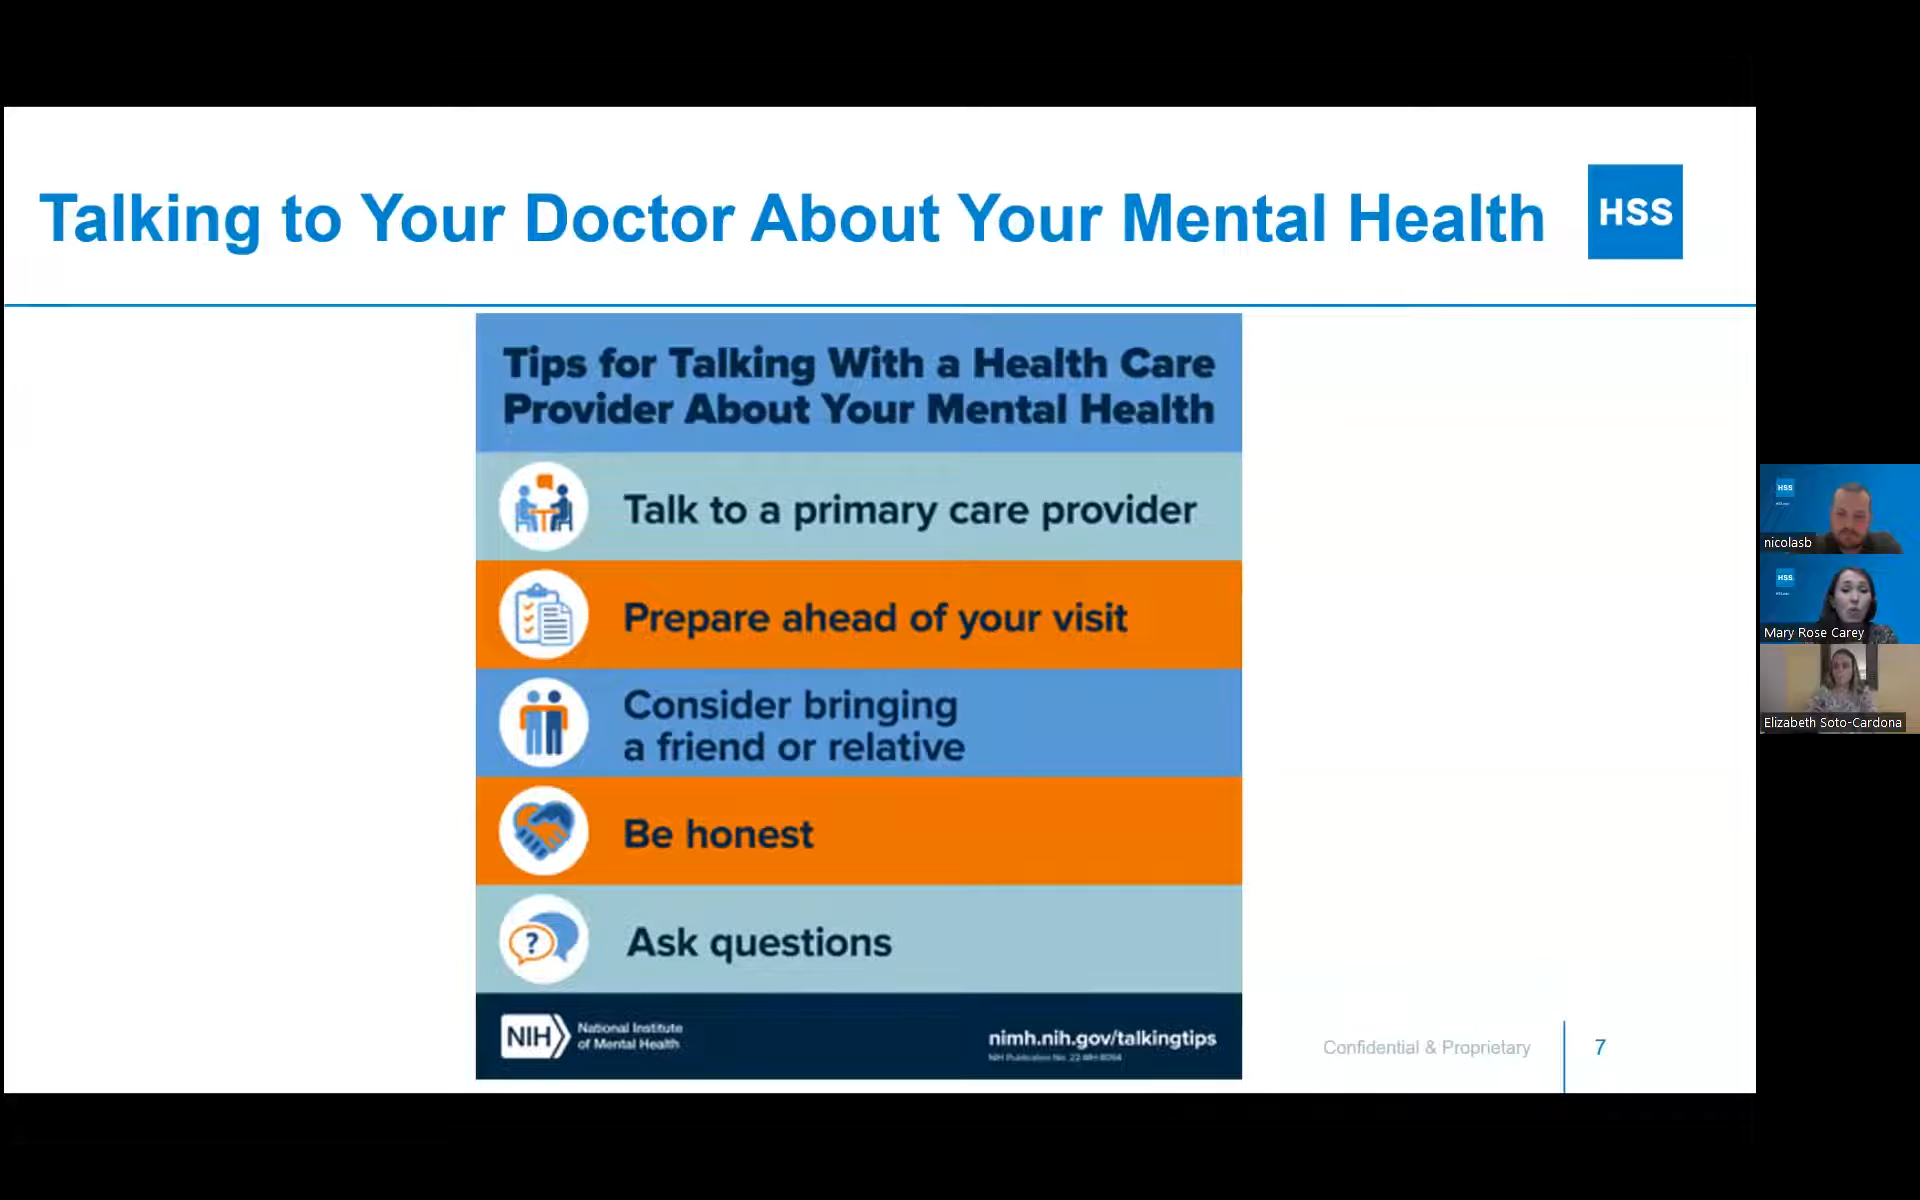 Talking to Your Doctor About Your Mental Health
HSS
Tips for Talking With a Health Care
Provider About Your Mental Health
Talk to a primary care provider
Prepare ahead of your visit
Consider bringing
a friend or relative
Be honest
?
Ask questions
NIH
National Institute
of Mental Health
nimh.nih.gov/talkingtips
Confidential & Proprietary
7
HSS
nicolasb
HSS
Mary Rose Carey
Elizabeth Soto-Cardona